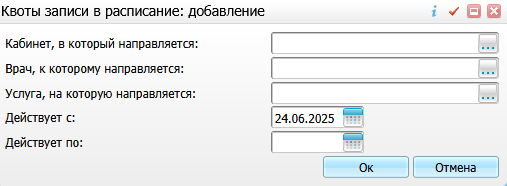 Квоты записи в расписание: добавление
Кабинет, в который направляется:
Врач, к которому направляется:
Услуга, на которую направляется:
Действует с: 24.06.2025
Действует по:
Ок Отмена